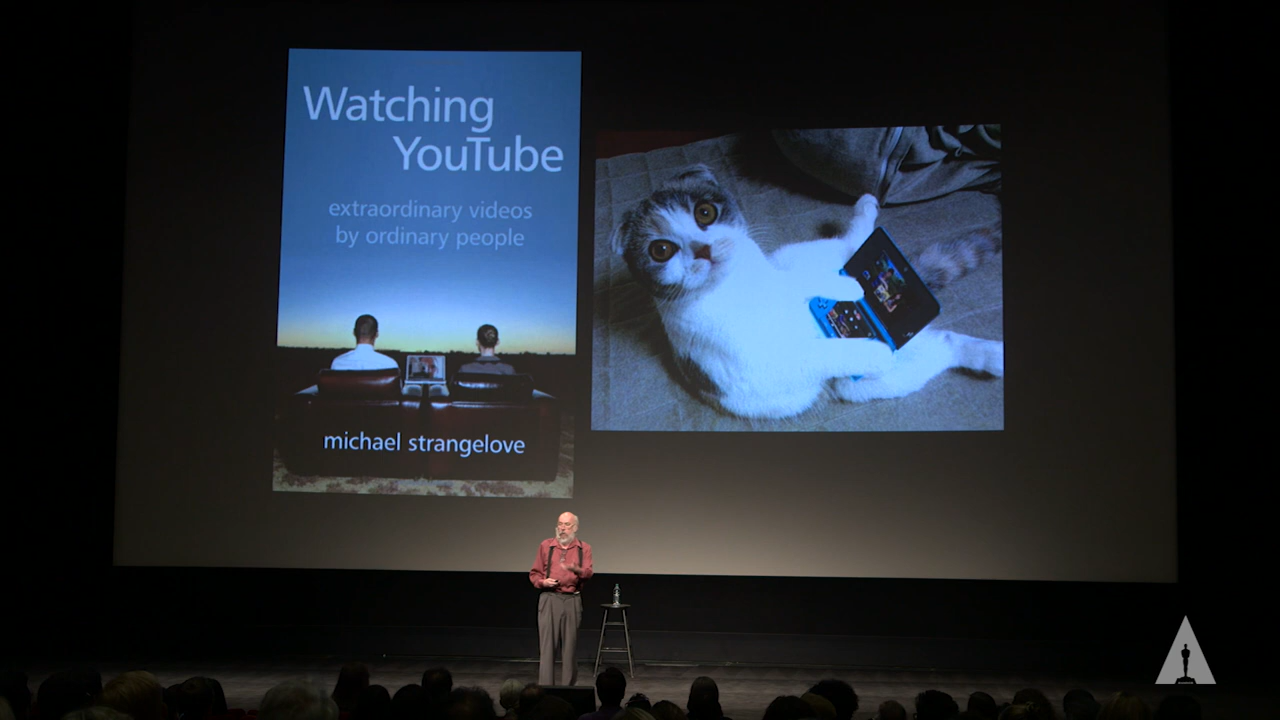 Watching
YouTube
extraordinary videos
by ordinary people
michael strangelove